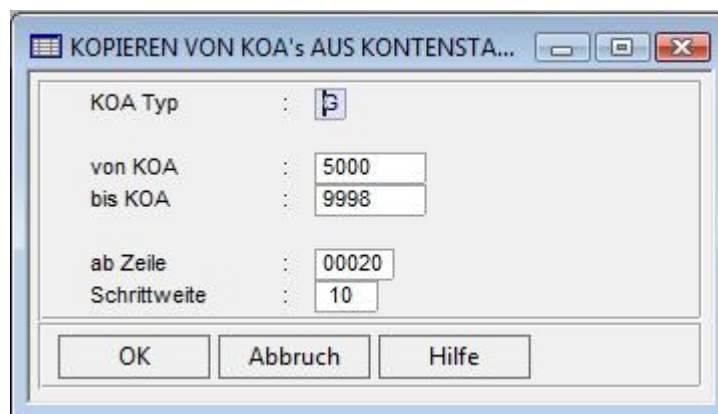 KOPIEREN VON KOA's AUS KONTENSTA...
KOA Typ : G
von KOA : 5000
bis KOA : 9998
ab Zeile : 00020
Schrittweite : 10
OK Abbruch Hilfe